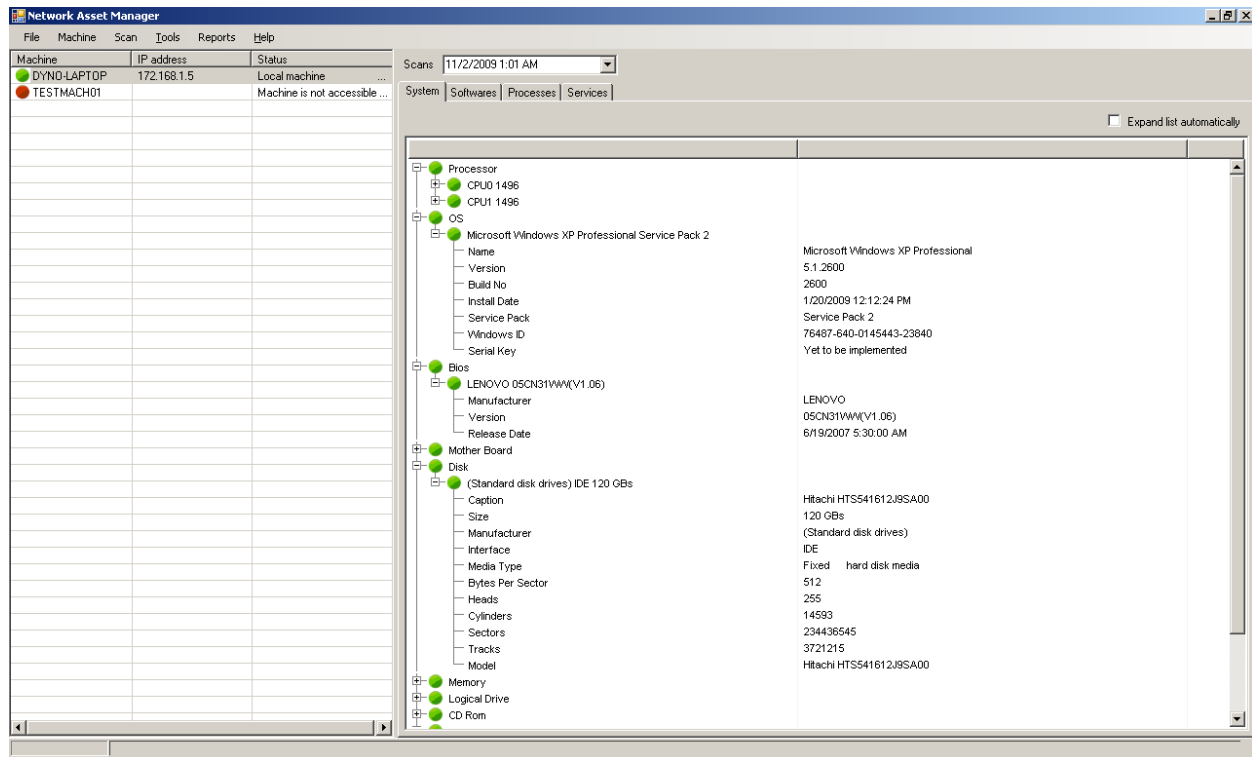 Network Asset Manager
File Machine Scan Tools Reports Help
Machine IP address Status
DYNO-LAPTOP 172.168.1.5 Local machine ...
TESTMACH01 Machine is not accessible ...
Scans 11/2/2009 1:01 AM
System Softwares Processes Services
Expand list automatically
Processor
CPU0 1496
CPU1 1496
OS
Microsoft Windows XP Professional Service Pack 2
Name Microsoft Windows XP Professional
Version 5.1.2600
Build No 2600
Install Date 1/20/2009 12:12:24 PM
Service Pack Service Pack 2
Windows ID 76487-640-0145443-23840
Serial Key Yet to be implemented
Bios
LENOVO 05CN31WW(V1.06)
Manufacturer LENOVO
Version 05CN31WW(V1.06)
Release Date 6/19/2007 5:30:00 AM
Mother Board
Disk
(Standard disk drives) IDE 120 GBs
Caption Hitachi HTS541612J9SA00
Size 120 GBs
Manufacturer (Standard disk drives)
Interface IDE
Media Type Fixed hard disk media
Bytes Per Sector 512
Heads 255
Cylinders 14593
Sectors 234436545
Tracks 3721215
Model Hitachi HTS541612J9SA00
Memory
Logical Drive
CD Rom